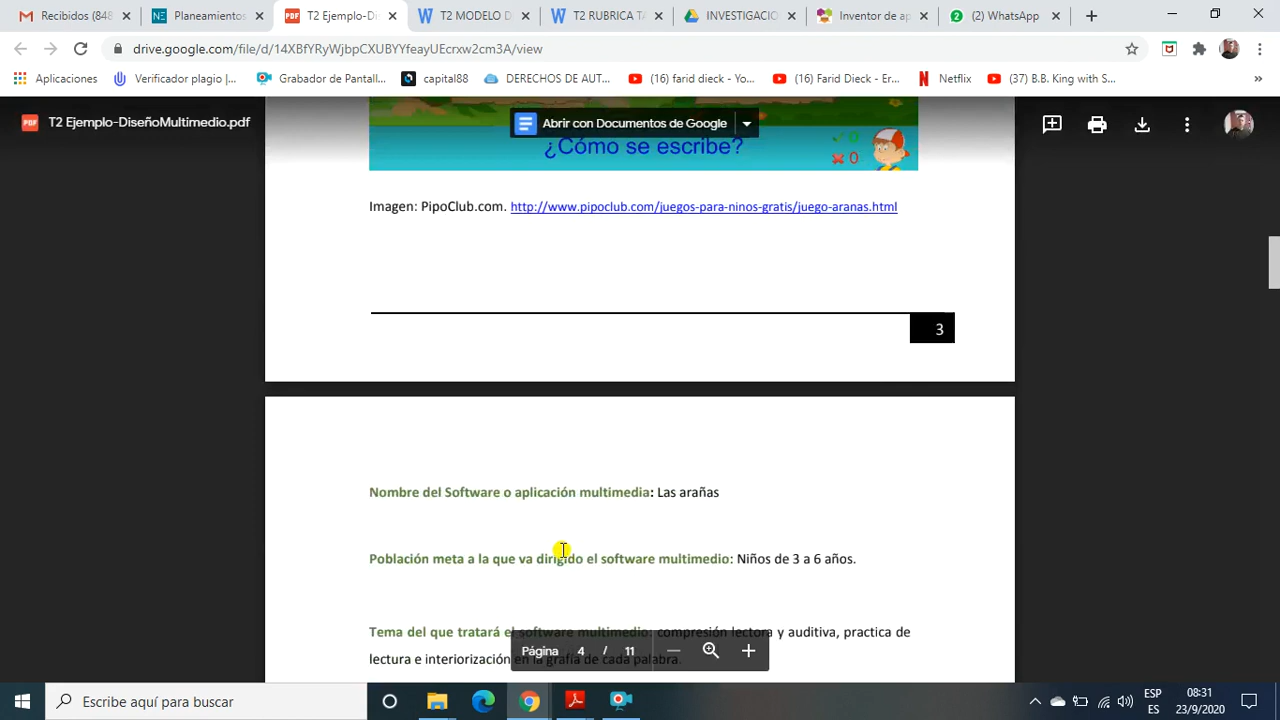 Recibidos (848
Planeamientos
T2 Ejemplo-Di
T2 MODELO D
T2 RUBRICA TA
INVESTIGACIO
Inventor de ap
(2) WhatsApp
drive.google.com/file/d/14XBfYRyWjbpCXUBYYfeayUEcrxw2cm3A/view
Aplicaciones
Verificador plagio |...
Grabador de Pantall...
capital88
DERECHOS DE AUT...
(16) farid dieck - Yo...
(16) Farid Dieck - Er...
Netflix
(37) B.B. King with S...
»
T2 Ejemplo-DiseñoMultimedio.pdf
Abrir con Documentos de Google
¿Cómo se escribe?
0
0
Imagen: PipoClub.com. http://www.pipoclub.com/juegos-para-ninos-gratis/juego-aranas.html
3
Nombre del Software o aplicación multimedia: Las arañas
Población meta a la que va dirigido el software multimedio: Niños de 3 a 6 años.
Tema del que tratará el software multimedio: compresión lectora y auditiva, practica de
lectura e interiorización en la grafía de cada palabra.
Página 4 / 11
Escribe aquí para buscar
ESP
ES
08:31
23/9/2020